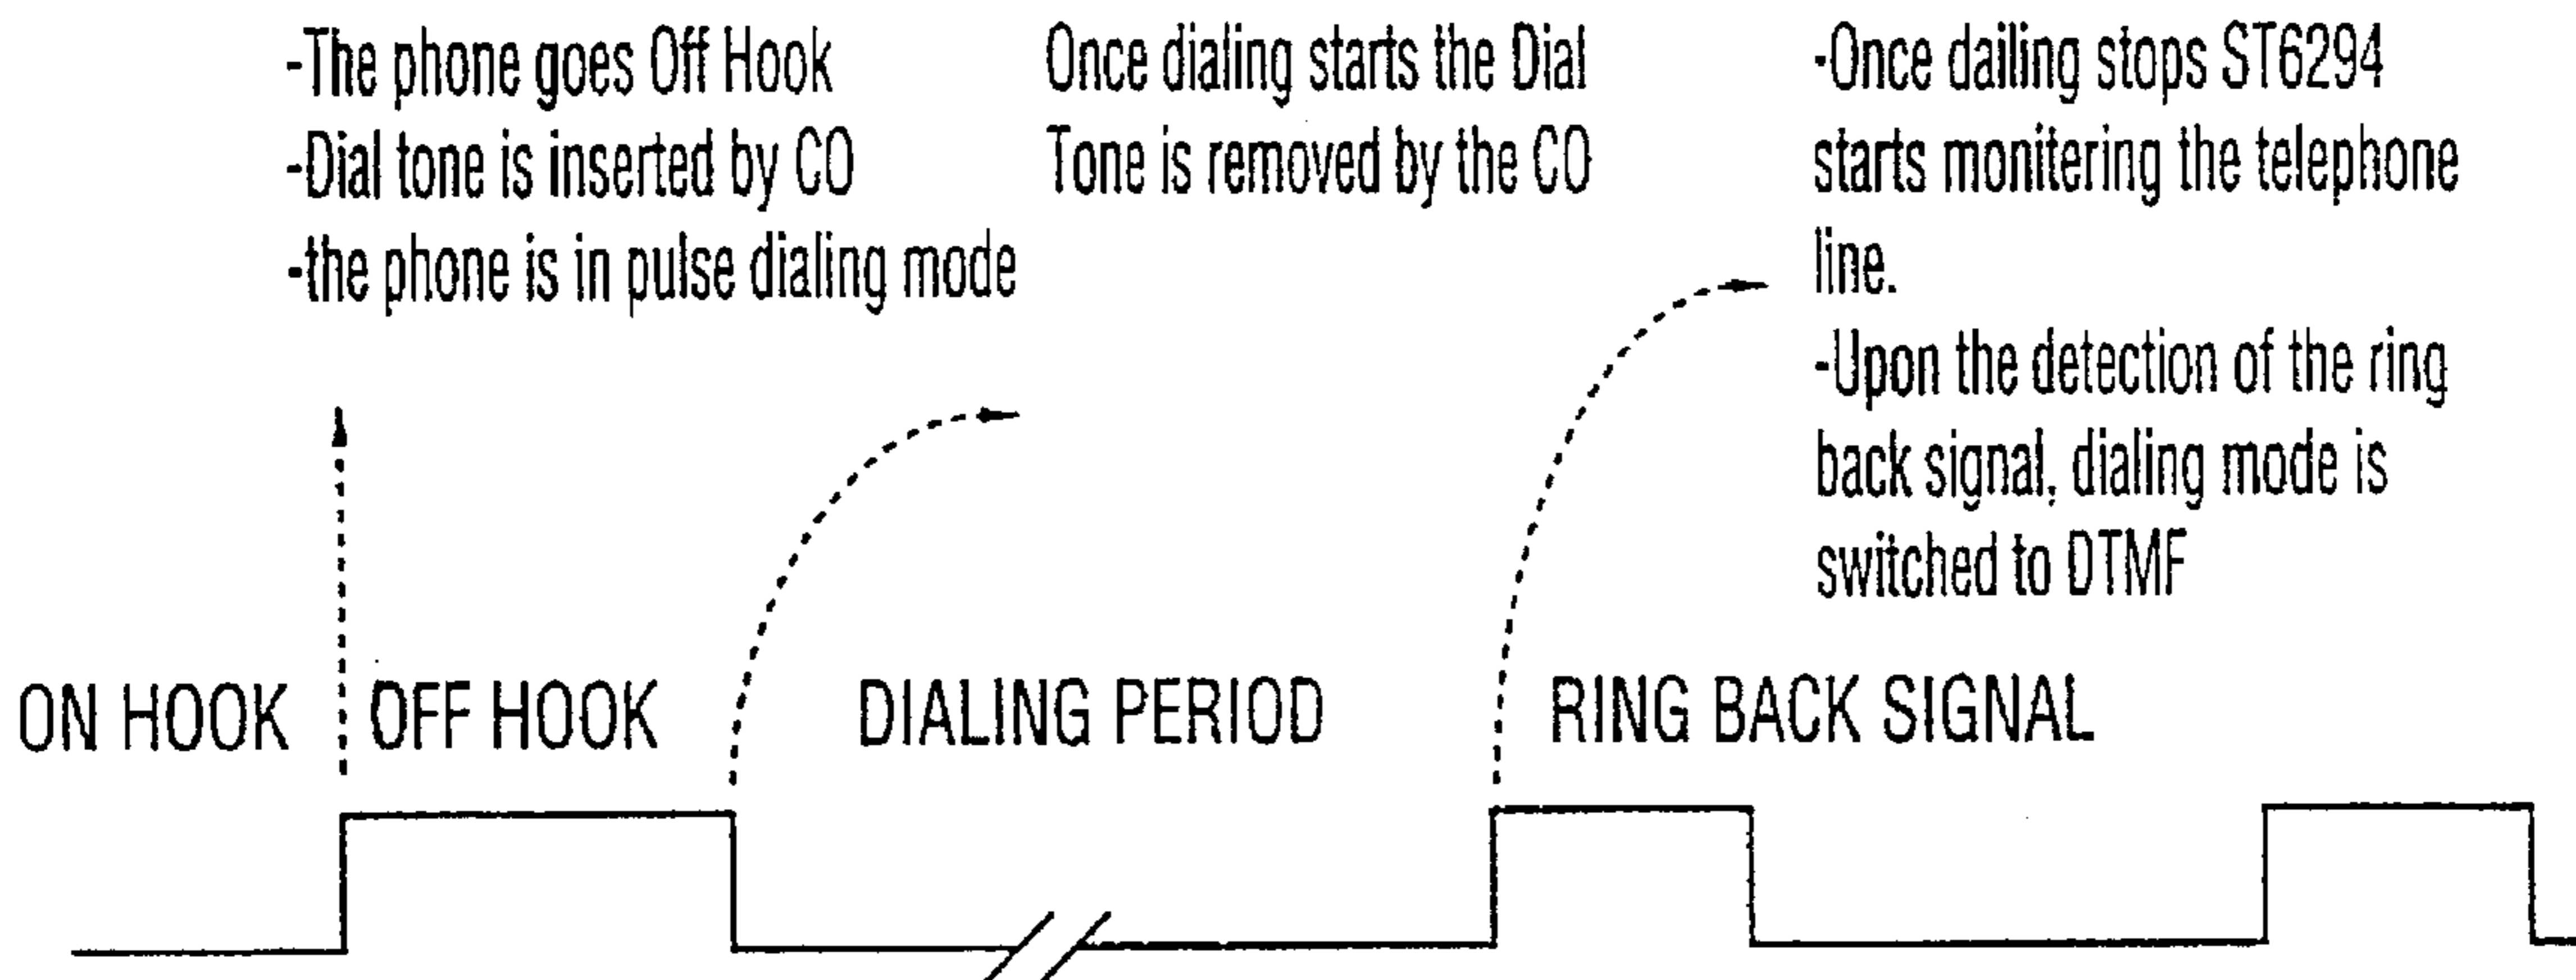 -The phone goes Off Hook
-Dial tone is inserted by CO
-the phone is in pulse dialing mode
Once dialing starts the Dial
Tone is removed by the CO
-Once dailing stops ST6294
starts monitering the telephone
line.
-Upon the detection of the ring
back signal, dialing mode is
switched to DTMF
ON HOOK
OFF HOOK
DIALING PERIOD
RING BACK SIGNAL